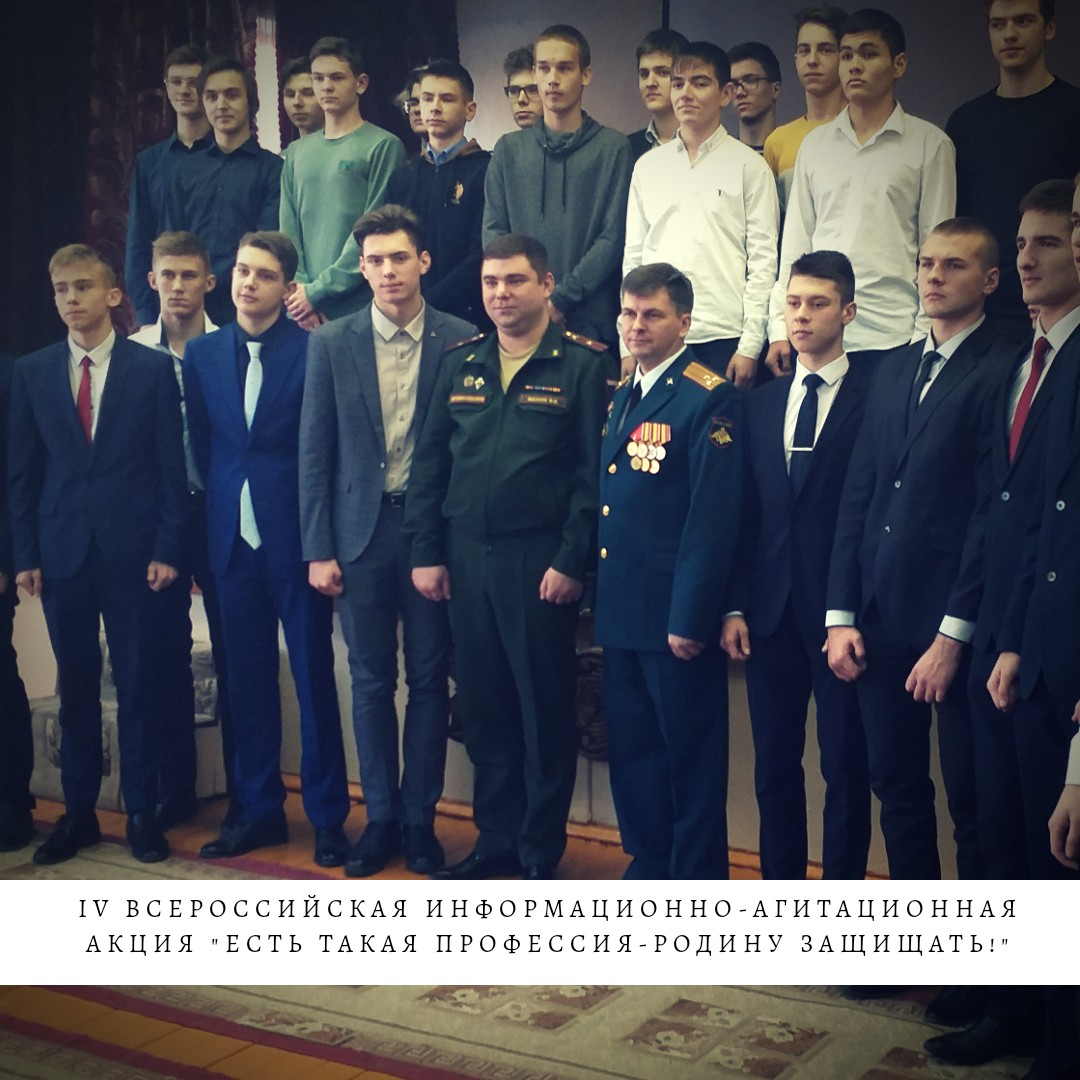 IV ВСЕРОССИЙСКАЯ ИНФОРМАЦИОННО-АГИТАЦИОННАЯ
АКЦИЯ "ЕСТЬ ТАКАЯ ПРОФЕССИЯ-РОДИНУ ЗАЩИЩАТЬ!"